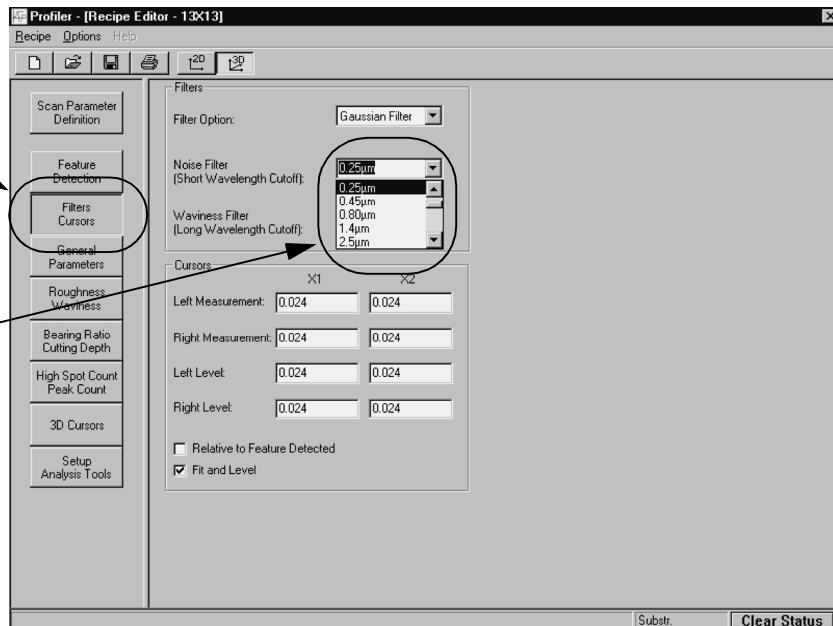 Profiler - [Recipe Editor - 13X13]
Recipe Options Help
2D 3D
Scan Parameter
Definition
Feature
Detection
Filters
Cursors
General
Parameters
Roughness
Waviness
Bearing Ratio
Cutting Depth
High Spot Count
Peak Count
3D Cursors
Setup
Analysis Tools
Filters
Filter Option: Gaussian Filter
Noise Filter
(Short Wavelength Cutoff): 0.25µm
0.25µm
0.45µm
0.80µm
1.4µm
2.5µm
Waviness Filter
(Long Wavelength Cutoff):
Cursors
X1 X2
Left Measurement: 0.024 0.024
Right Measurement: 0.024 0.024
Left Level: 0.024 0.024
Right Level: 0.024 0.024
Relative to Feature Detected
Fit and Level
Substr. Clear Status